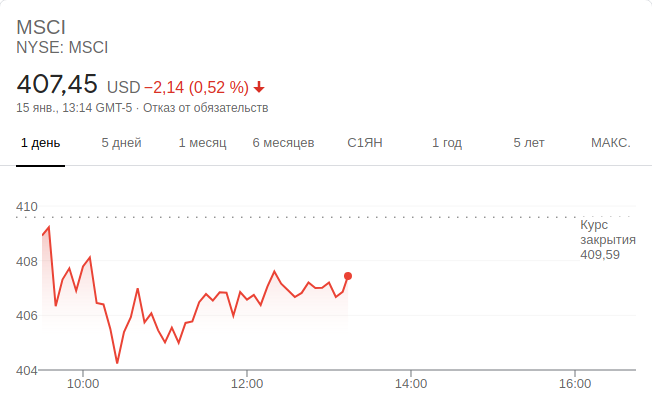 MSCI
NYSE: MSCI
407,45 USD −2,14 (0,52 %)
15 янв., 13:14 GMT-5 · Отказ от обязательств
1 день 5 дней 1 месяц 6 месяцев С1ЯН 1 год 5 лет МАКС.
410
Курс
закрытия
409,59
408
406
404
10:00 12:00 14:00 16:00